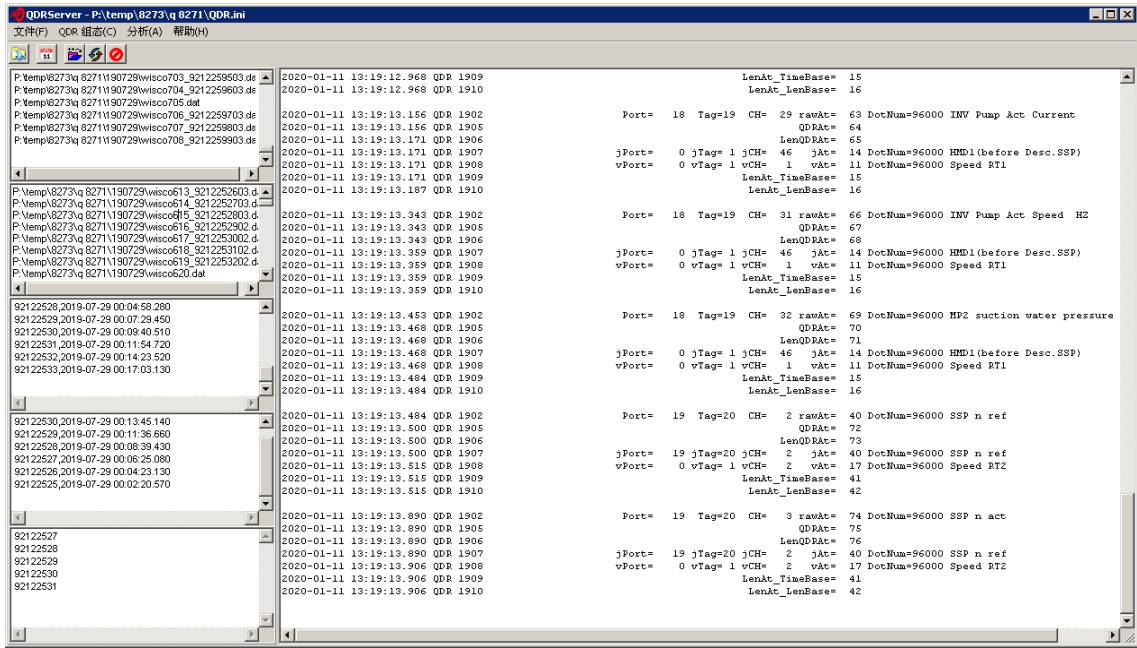 QDRServer - P:\temp\8273\q 8271\QDR.ini
文件(F) QDR 组态(C) 分析(A) 帮助(H)
11
P:\temp\8273\q 8271\190729\wisco703_9212259503.da
P:\temp\8273\q 8271\190729\wisco704_9212259603.da
P:\temp\8273\q 8271\190729\wisco705.dat
P:\temp\8273\q 8271\190729\wisco706_9212259703.da
P:\temp\8273\q 8271\190729\wisco707_9212259803.da
P:\temp\8273\q 8271\190729\wisco708_9212259903.da
P:\temp\8273\q 8271\190729\wisco613_9212252603.d
P:\temp\8273\q 8271\190729\wisco614_9212252703.d
P:\temp\8273\q 8271\190729\wisco615_9212252803.d
P:\temp\8273\q 8271\190729\wisco616_9212252902.d
P:\temp\8273\q 8271\190729\wisco617_9212253002.d
P:\temp\8273\q 8271\190729\wisco618_9212253102.d
P:\temp\8273\q 8271\190729\wisco619_9212253202.d
P:\temp\8273\q 8271\190729\wisco620.dat
92122528,2019-07-29 00:04:58.280
92122529,2019-07-29 00:07:29.450
92122530,2019-07-29 00:09:40.510
92122531,2019-07-29 00:11:54.720
92122532,2019-07-29 00:14:23.520
92122533,2019-07-29 00:17:03.130
92122530,2019-07-29 00:13:45.140
92122529,2019-07-29 00:11:36.660
92122528,2019-07-29 00:08:39.430
92122527,2019-07-29 00:06:25.080
92122526,2019-07-29 00:04:23.130
92122525,2019-07-29 00:02:20.570
92122527
92122528
92122529
92122530
92122531
2020-01-11 13:19:12.968 QDR 1909 LenAt_TimeBase= 15
2020-01-11 13:19:12.968 QDR 1910 LenAt_LenBase= 16
2020-01-11 13:19:13.156 QDR 1902 Port= 18 Tag=19 CH= 29 rawAt= 63 DotNum=96000 INV Pump Act Current
2020-01-11 13:19:13.156 QDR 1905 QDRAt= 64
2020-01-11 13:19:13.171 QDR 1906 LenQDRAt= 65
2020-01-11 13:19:13.171 QDR 1907 jPort= 0 jTag= 1 jCH= 46 jAt= 14 DotNum=96000 HMD1(before Desc.SSP)
2020-01-11 13:19:13.171 QDR 1908 vPort= 0 vTag= 1 vCH= 1 vAt= 11 DotNum=96000 Speed RT1
2020-01-11 13:19:13.171 QDR 1909 LenAt_TimeBase= 15
2020-01-11 13:19:13.187 QDR 1910 LenAt_LenBase= 16
2020-01-11 13:19:13.343 QDR 1902 Port= 18 Tag=19 CH= 31 rawAt= 66 DotNum=96000 INV Pump Act Speed HZ
2020-01-11 13:19:13.343 QDR 1905 QDRAt= 67
2020-01-11 13:19:13.343 QDR 1906 LenQDRAt= 68
2020-01-11 13:19:13.359 QDR 1907 jPort= 0 jTag= 1 jCH= 46 jAt= 14 DotNum=96000 HMD1(before Desc.SSP)
2020-01-11 13:19:13.359 QDR 1908 vPort= 0 vTag= 1 vCH= 1 vAt= 11 DotNum=96000 Speed RT1
2020-01-11 13:19:13.359 QDR 1909 LenAt_TimeBase= 15
2020-01-11 13:19:13.359 QDR 1910 LenAt_LenBase= 16
2020-01-11 13:19:13.453 QDR 1902 Port= 18 Tag=19 CH= 32 rawAt= 69 DotNum=96000 MP2 suction water pressure
2020-01-11 13:19:13.468 QDR 1905 QDRAt= 70
2020-01-11 13:19:13.468 QDR 1906 LenQDRAt= 71
2020-01-11 13:19:13.468 QDR 1907 jPort= 0 jTag= 1 jCH= 46 jAt= 14 DotNum=96000 HMD1(before Desc.SSP)
2020-01-11 13:19:13.468 QDR 1908 vPort= 0 vTag= 1 vCH= 1 vAt= 11 DotNum=96000 Speed RT1
2020-01-11 13:19:13.484 QDR 1909 LenAt_TimeBase= 15
2020-01-11 13:19:13.484 QDR 1910 LenAt_LenBase= 16
2020-01-11 13:19:13.484 QDR 1902 Port= 19 Tag=20 CH= 2 rawAt= 40 DotNum=96000 SSP n ref
2020-01-11 13:19:13.500 QDR 1905 QDRAt= 72
2020-01-11 13:19:13.500 QDR 1906 LenQDRAt= 73
2020-01-11 13:19:13.500 QDR 1907 jPort= 19 jTag=20 jCH= 2 jAt= 40 DotNum=96000 SSP n ref
2020-01-11 13:19:13.515 QDR 1908 vPort= 0 vTag= 1 vCH= 2 vAt= 17 DotNum=96000 Speed RT2
2020-01-11 13:19:13.515 QDR 1909 LenAt_TimeBase= 41
2020-01-11 13:19:13.515 QDR 1910 LenAt_LenBase= 42
2020-01-11 13:19:13.890 QDR 1902 Port= 19 Tag=20 CH= 3 rawAt= 74 DotNum=96000 SSP n act
2020-01-11 13:19:13.890 QDR 1905 QDRAt= 75
2020-01-11 13:19:13.890 QDR 1906 LenQDRAt= 76
2020-01-11 13:19:13.890 QDR 1907 jPort= 19 jTag=20 jCH= 2 jAt= 40 DotNum=96000 SSP n ref
2020-01-11 13:19:13.906 QDR 1908 vPort= 0 vTag= 1 vCH= 2 vAt= 17 DotNum=96000 Speed RT2
2020-01-11 13:19:13.906 QDR 1909 LenAt_TimeBase= 41
2020-01-11 13:19:13.906 QDR 1910 LenAt_LenBase= 42